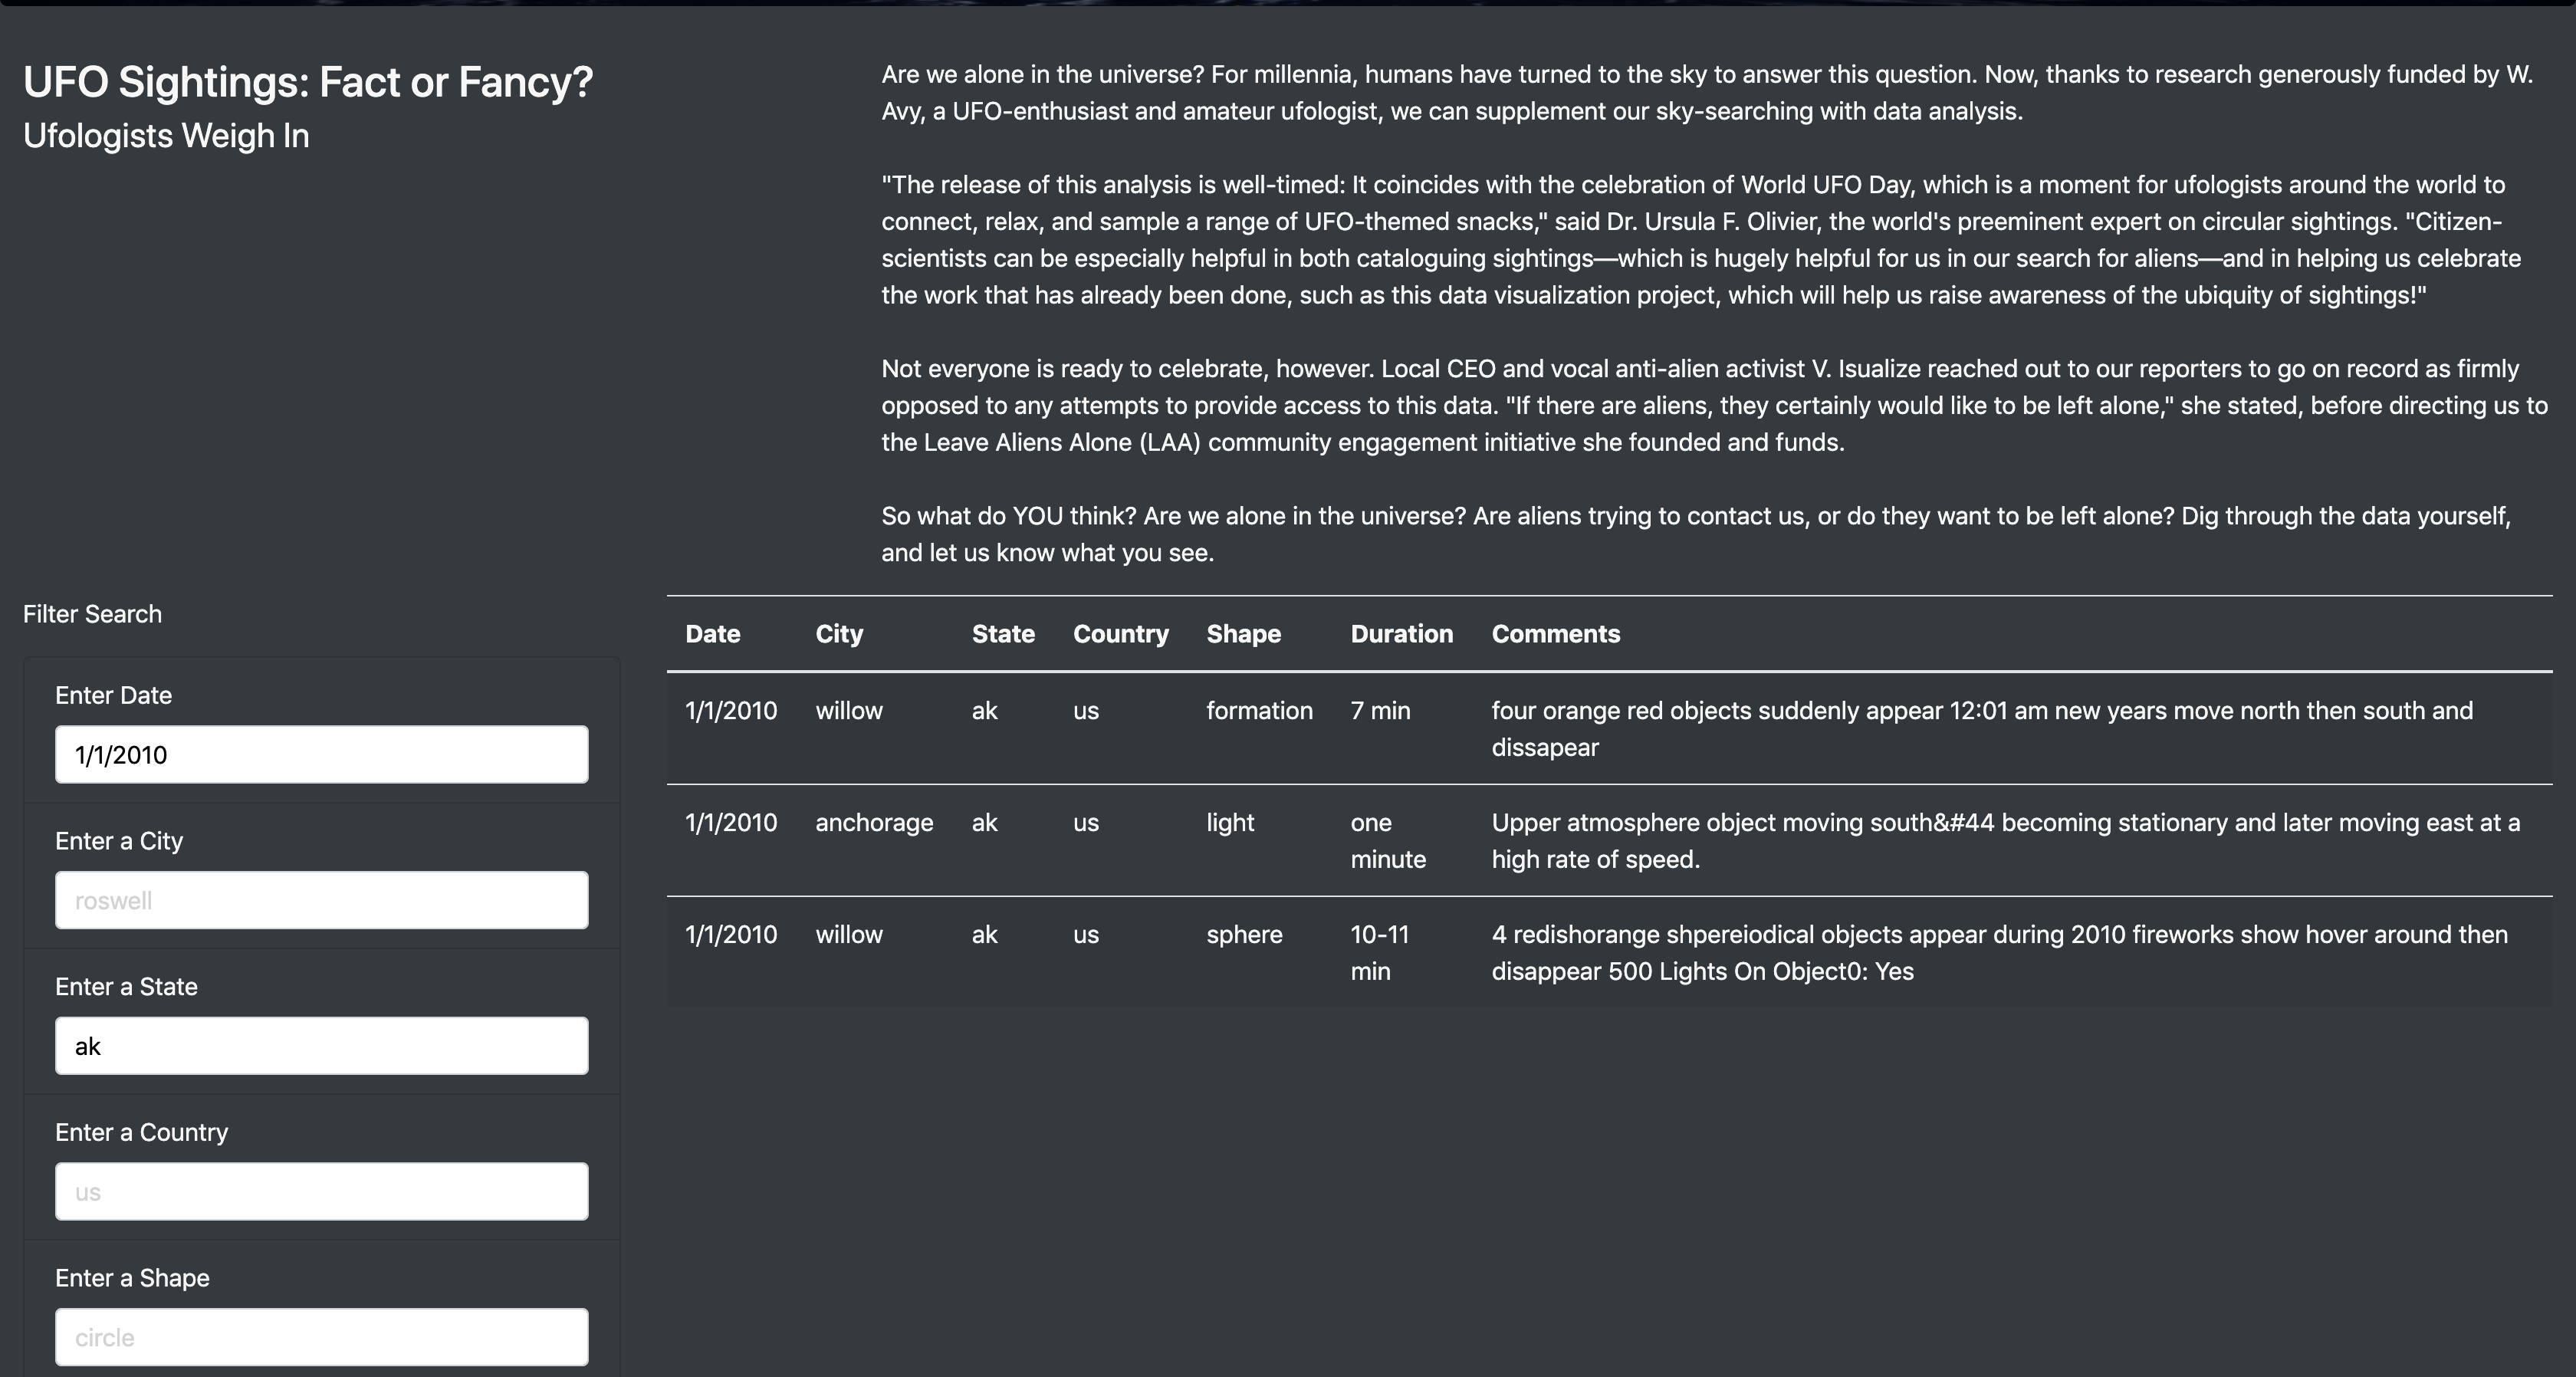 UFO Sightings: Fact or Fancy?
Ufologists Weigh In
Are we alone in the universe? For millennia, humans have turned to the sky to answer this question. Now, thanks to research generously funded by W.
Avy, a UFO-enthusiast and amateur ufologist, we can supplement our sky-searching with data analysis.
"The release of this analysis is well-timed: It coincides with the celebration of World UFO Day, which is a moment for ufologists around the world to
connect, relax, and sample a range of UFO-themed snacks," said Dr. Ursula F. Olivier, the world's preeminent expert on circular sightings. "Citizen-
scientists can be especially helpful in both cataloguing sightings—which is hugely helpful for us in our search for aliens—and in helping us celebrate
the work that has already been done, such as this data visualization project, which will help us raise awareness of the ubiquity of sightings!"
Not everyone is ready to celebrate, however. Local CEO and vocal anti-alien activist V. Isualize reached out to our reporters to go on record as firmly
opposed to any attempts to provide access to this data. "If there are aliens, they certainly would like to be left alone," she stated, before directing us to
the Leave Aliens Alone (LAA) community engagement initiative she founded and funds.
So what do YOU think? Are we alone in the universe? Are aliens trying to contact us, or do they want to be left alone? Dig through the data yourself,
and let us know what you see.
Filter Search
Enter Date
1/1/2010
Enter a City
roswell
Enter a State
ak
Enter a Country
us
Enter a Shape
circle
Date City State Country Shape Duration Comments
1/1/2010 willow ak us formation 7 min four orange red objects suddenly appear 12:01 am new years move north then south and
dissapear
1/1/2010 anchorage ak us light one Upper atmosphere object moving south&#44 becoming stationary and later moving east at a
minute high rate of speed.
1/1/2010 willow ak us sphere 10-11 4 redishorange shpereiodical objects appear during 2010 fireworks show hover around then
min disappear 500 Lights On Object0: Yes